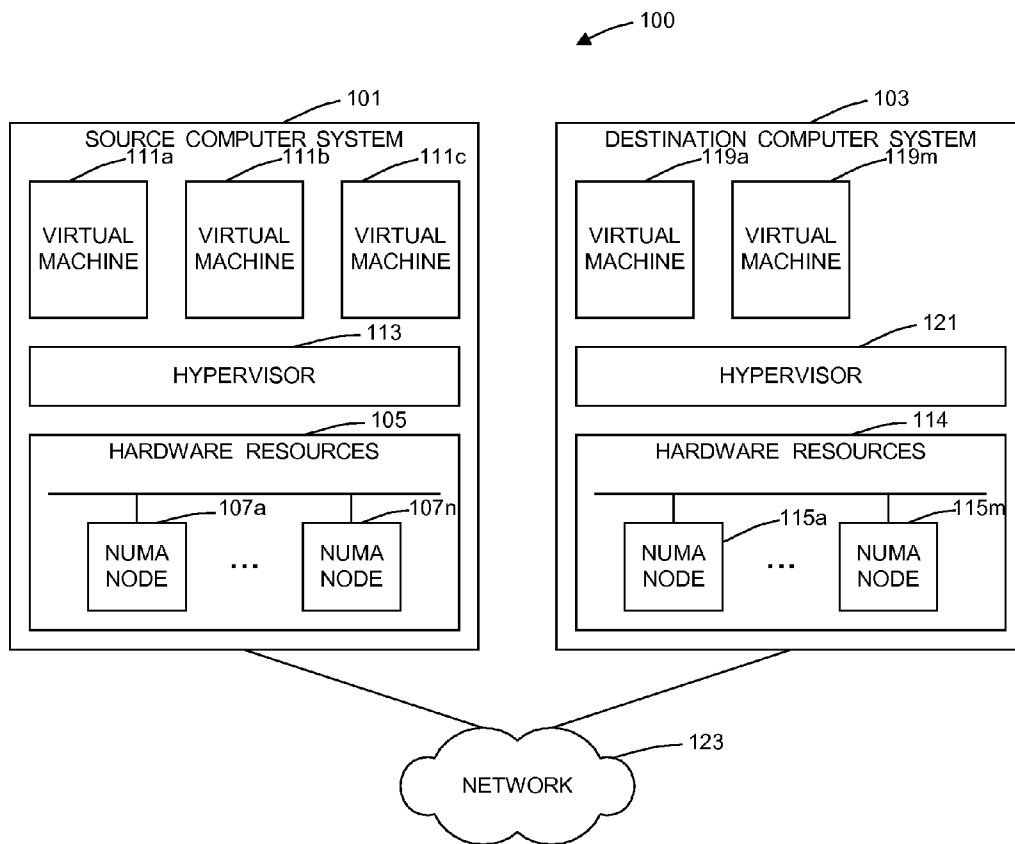 100
101
SOURCE COMPUTER SYSTEM
111a
111b
111c
VIRTUAL
MACHINE
VIRTUAL
MACHINE
VIRTUAL
MACHINE
113
HYPERVISOR
105
HARDWARE RESOURCES
107a
107n
NUMA
NODE
...
NUMA
NODE
103
DESTINATION COMPUTER SYSTEM
119a
119m
VIRTUAL
MACHINE
VIRTUAL
MACHINE
121
HYPERVISOR
114
HARDWARE RESOURCES
115a
115m
NUMA
NODE
...
NUMA
NODE
123
NETWORK